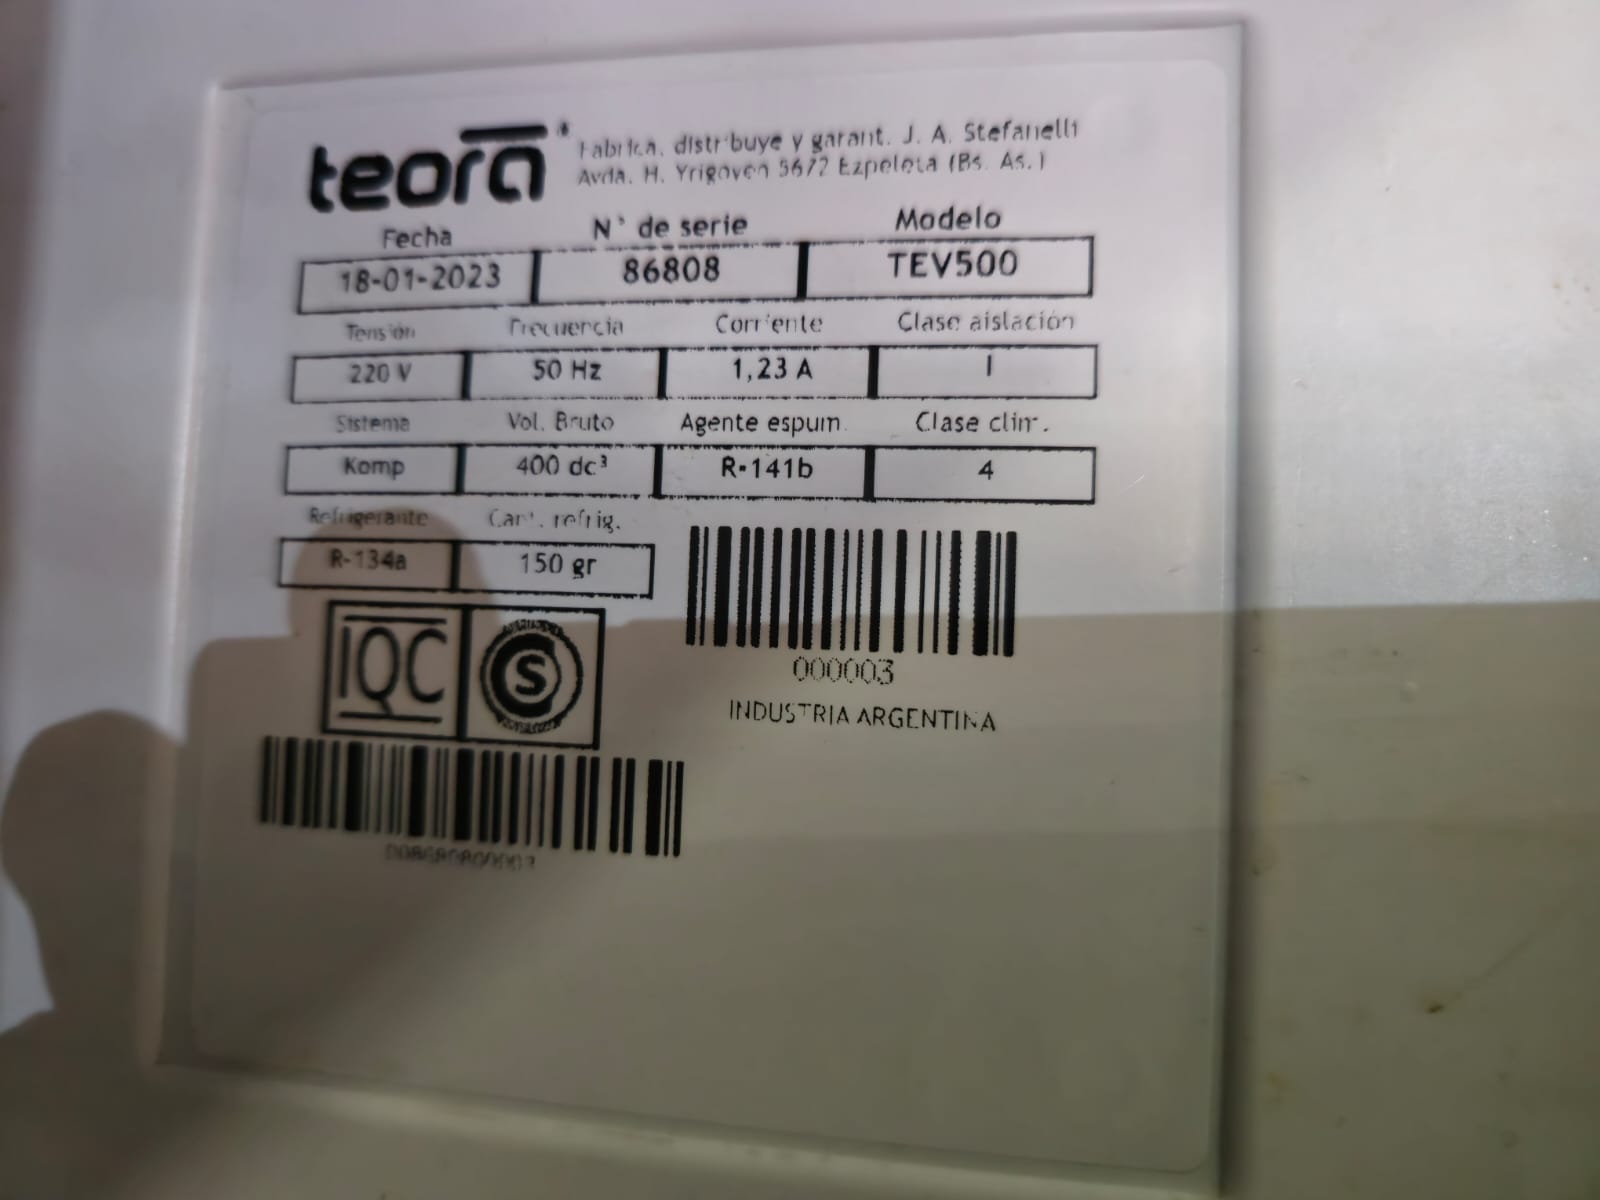 teora®
Fabrica, distribuye y garant. J. A. Stefanelli
Avda. H. Yrigoyen 5672 Ezpeleta (Bs. As.)
Fecha N° de serie Modelo
18-01-2023 86808 TEV500
Tensión Frecuencia Corriente Clase aislación
220 V 50 Hz 1,23 A I
Sistema Vol. Bruto Agente espum. Clase clim.
Komp 400 dc³ R-141b 4
Refrigerante Cant. refrig.
R-134a 150 gr
IQC S
000003
INDUSTRIA ARGENTINA